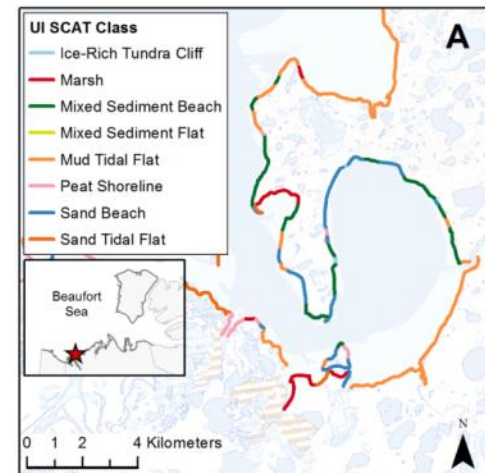 UI SCAT Class
A
Ice-Rich Tundra Cliff
Marsh
Mixed Sediment Beach
Mixed Sediment Flat
Mud Tidal Flat
Peat Shoreline
Sand Beach
Sand Tidal Flat
Beaufort
Sea
N
0 2 4 Kilometers